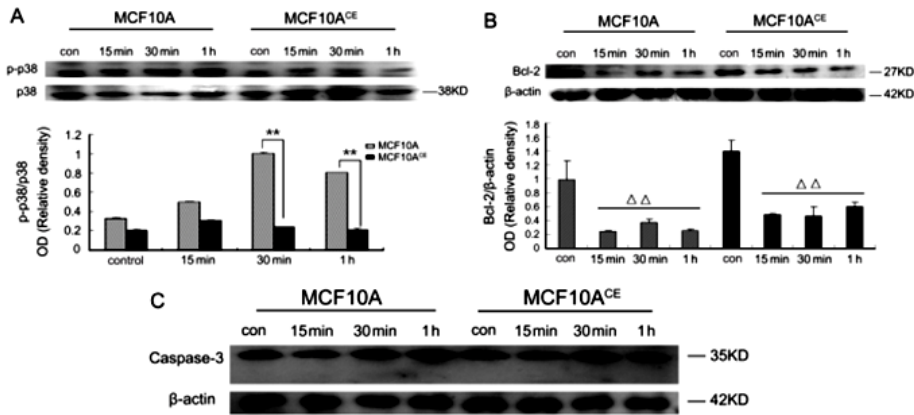 A
MCF10A MCF10A^CE
con 15 min 30 min 1 h con 15 min 30 min 1 h
p-p38
p38 —38KD
p-p38/p38
OD (Relative density)
1.2
1
0.8
0.6
0.4
0.2
0
** **
MCF10A
MCF10A^CE
control 15 min 30 min 1 h
B
MCF10A MCF10A^CE
con 15 min 30 min 1 h con 15 min 30 min 1 h
Bcl-2 —27KD
β-actin —42KD
Bcl-2/β-actin
OD (Relative density)
1.8
1.6
1.4
1.2
1
0.8
0.6
0.4
0.2
0
△△ △△
con 15 min 30 min 1 h con 15 min 30 min 1 h
C
MCF10A MCF10A^CE
con 15 min 30 min 1 h con 15 min 30 min 1 h
Caspase-3 — 35KD
β-actin — 42KD